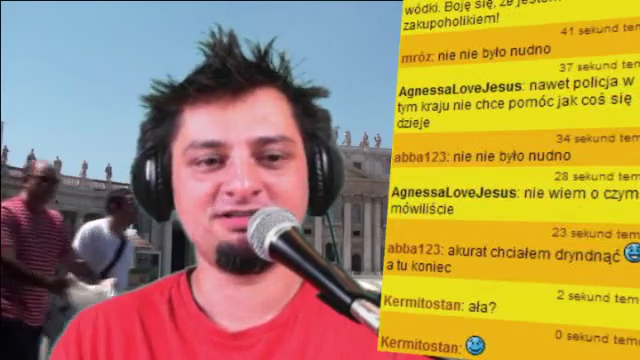 wódki. Boję się, że jestem
zakupoholikiem!
41 sekund tem
mróz: nie nie było nudno
37 sekund tem
AgnessaLoveJesus: nawet policja w
tym kraju nie chce pomóc jak coś się
dzieje
34 sekund tem
abba123: nie nie było nudno
28 sekund tem
AgnessaLoveJesus: nie wiem o czym
mówiliście
23 sekund tem
abba123: akurat chciałem dryndnąć
a tu koniec
2 sekund tem
Kermitostan: ała?
0 sekund tem
Kermitostan: